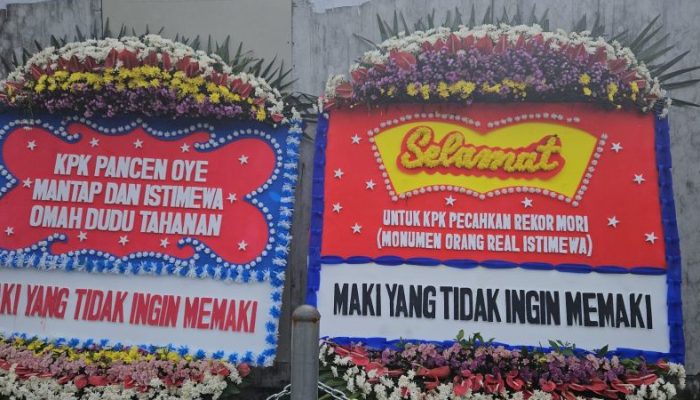 KPK PANCEN OYE
MANTAP DAN ISTIMEWA
OMAH DUDU TAHANAN
AKI YANG TIDAK INGIN MEMAKI
Selamat
UNTUK KPK PECAHKAN REKOR MORI
(MONUMEN ORANG REAL ISTIMEWA)
MAKI YANG TIDAK INGIN MEMAKI